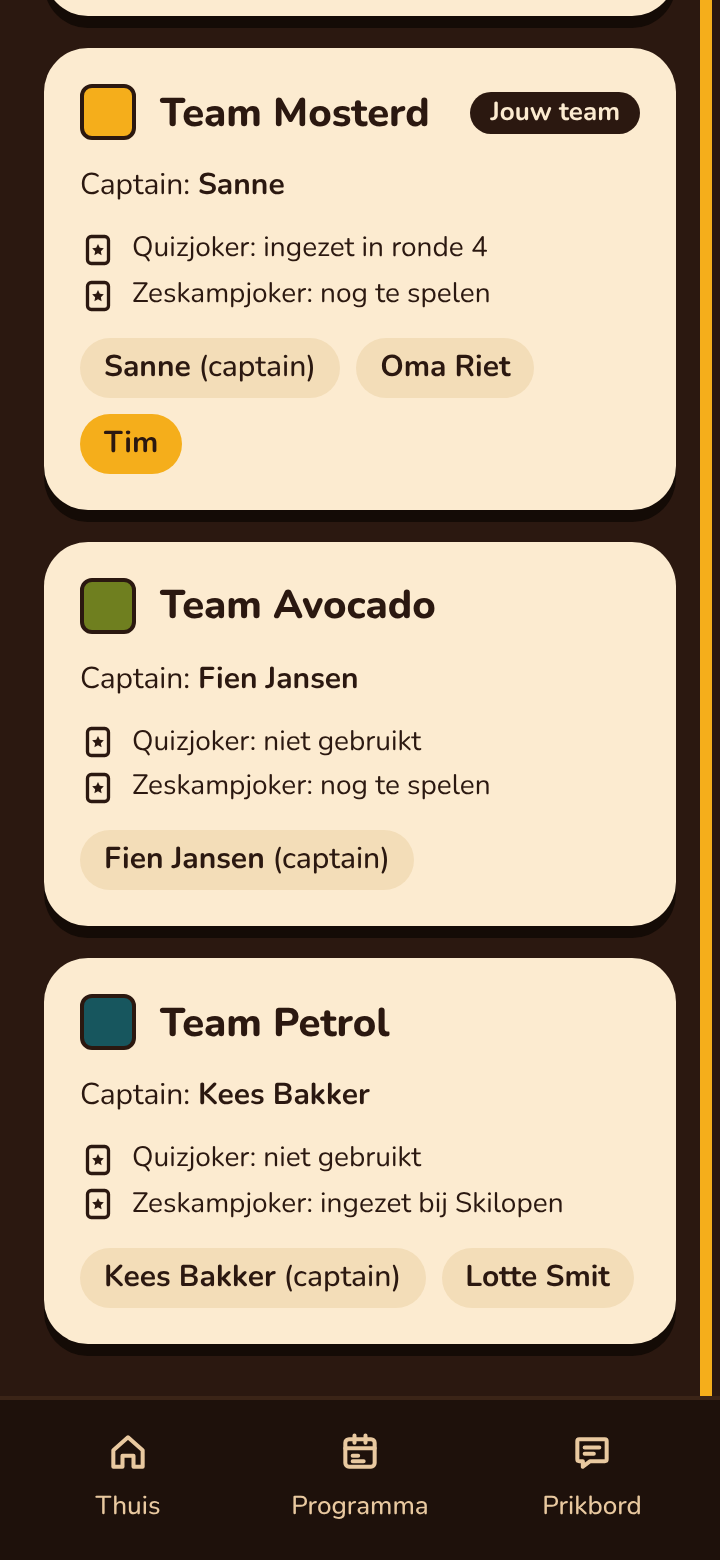 Team Mosterd
Jouw team
Captain: Sanne
Quizjoker: ingezet in ronde 4
Zeskampjoker: nog te spelen
Sanne (captain)
Oma Riet
Tim
Team Avocado
Captain: Fien Jansen
Quizjoker: niet gebruikt
Zeskampjoker: nog te spelen
Fien Jansen (captain)
Team Petrol
Captain: Kees Bakker
Quizjoker: niet gebruikt
Zeskampjoker: ingezet bij Skilopen
Kees Bakker (captain)
Lotte Smit
Thuis
Programma
Prikbord